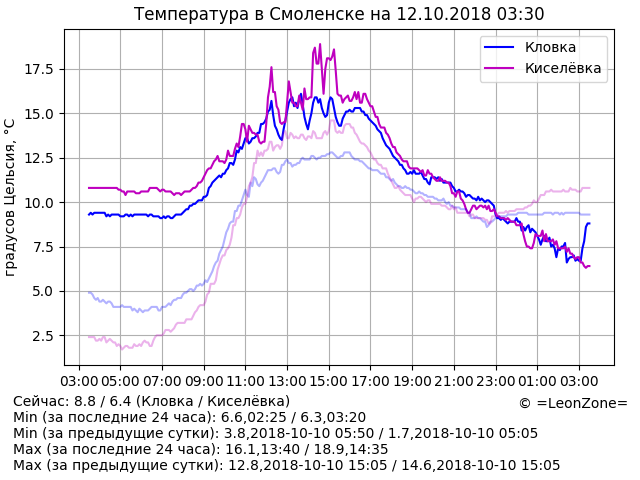 Температура в Смоленске на 12.10.2018 03:30
Кловка
Киселёвка
градусов Цельсия, °C
17.5
15.0
12.5
10.0
7.5
5.0
2.5
03:00 05:00 07:00 09:00 11:00 13:00 15:00 17:00 19:00 21:00 23:00 01:00 03:00
Сейчас: 8.8 / 6.4 (Кловка / Киселёвка)
© =LeonZone=
Min (за последние 24 часа): 6.6,02:25 / 6.3,03:20
Min (за предыдущие сутки): 3.8,2018-10-10 05:50 / 1.7,2018-10-10 05:05
Max (за последние 24 часа): 16.1,13:40 / 18.9,14:35
Max (за предыдущие сутки): 12.8,2018-10-10 15:05 / 14.6,2018-10-10 15:05